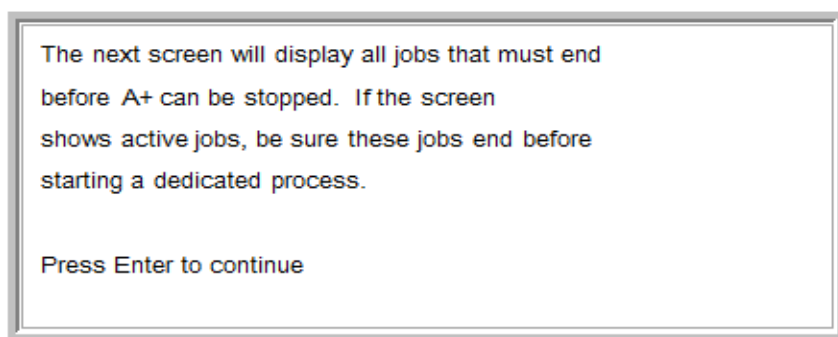 The next screen will display all jobs that must end
before A+ can be stopped.  If the screen
shows active jobs, be sure these jobs end before
starting a dedicated process.
Press Enter to continue